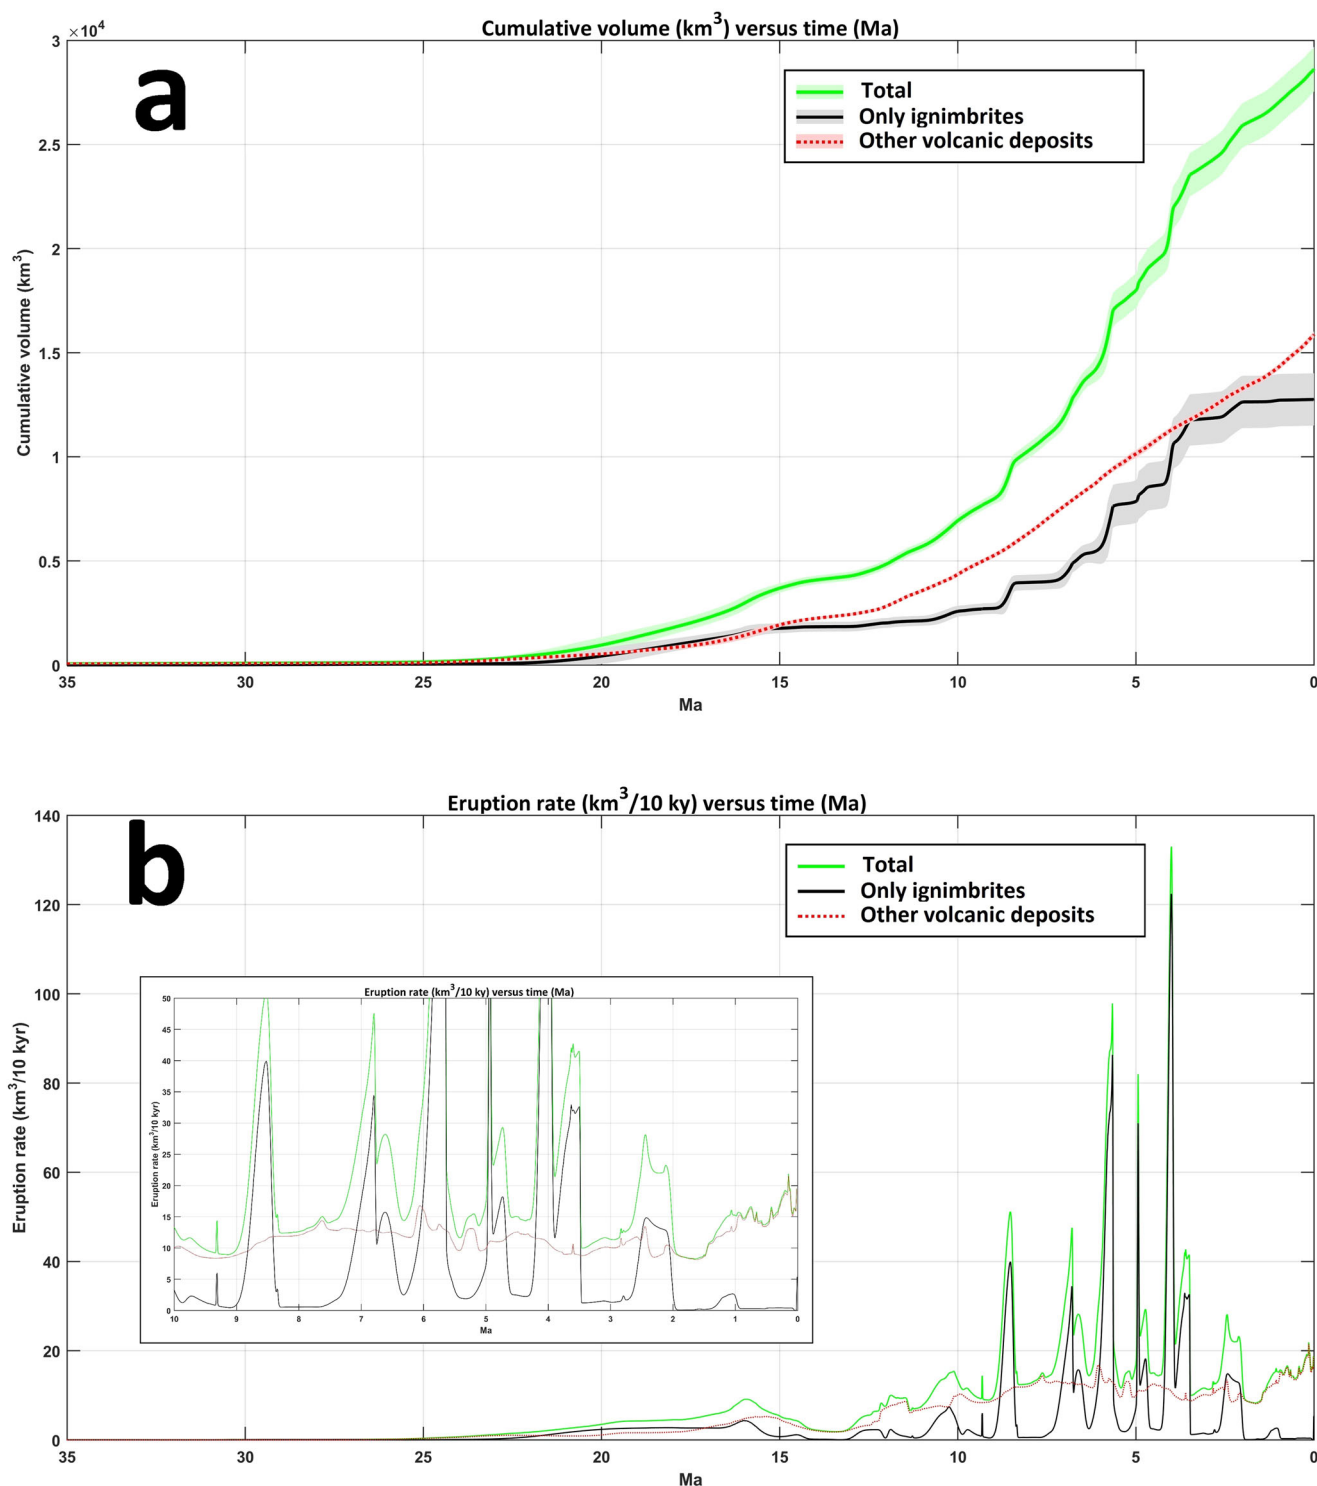 Cumulative volume (km³) versus time (Ma)
×10⁴
a
Total
Only ignimbrites
Other volcanic deposits
3
2.5
2
1.5
1
0.5
0
Cumulative volume (km³)
35 30 25 20 15 10 5 0
Ma
Eruption rate (km³/10 ky) versus time (Ma)
b
Total
Only ignimbrites
Other volcanic deposits
140
120
100
80
60
40
20
0
Eruption rate (km³/10 kyr)
Eruption rate (km³/10 ky) versus time (Ma)
50
45
40
35
30
25
20
15
10
5
0
Eruption rate (km³/10 kyr)
10 9 8 7 6 5 4 3 2 1 0
Ma
35 30 25 20 15 10 5 0
Ma